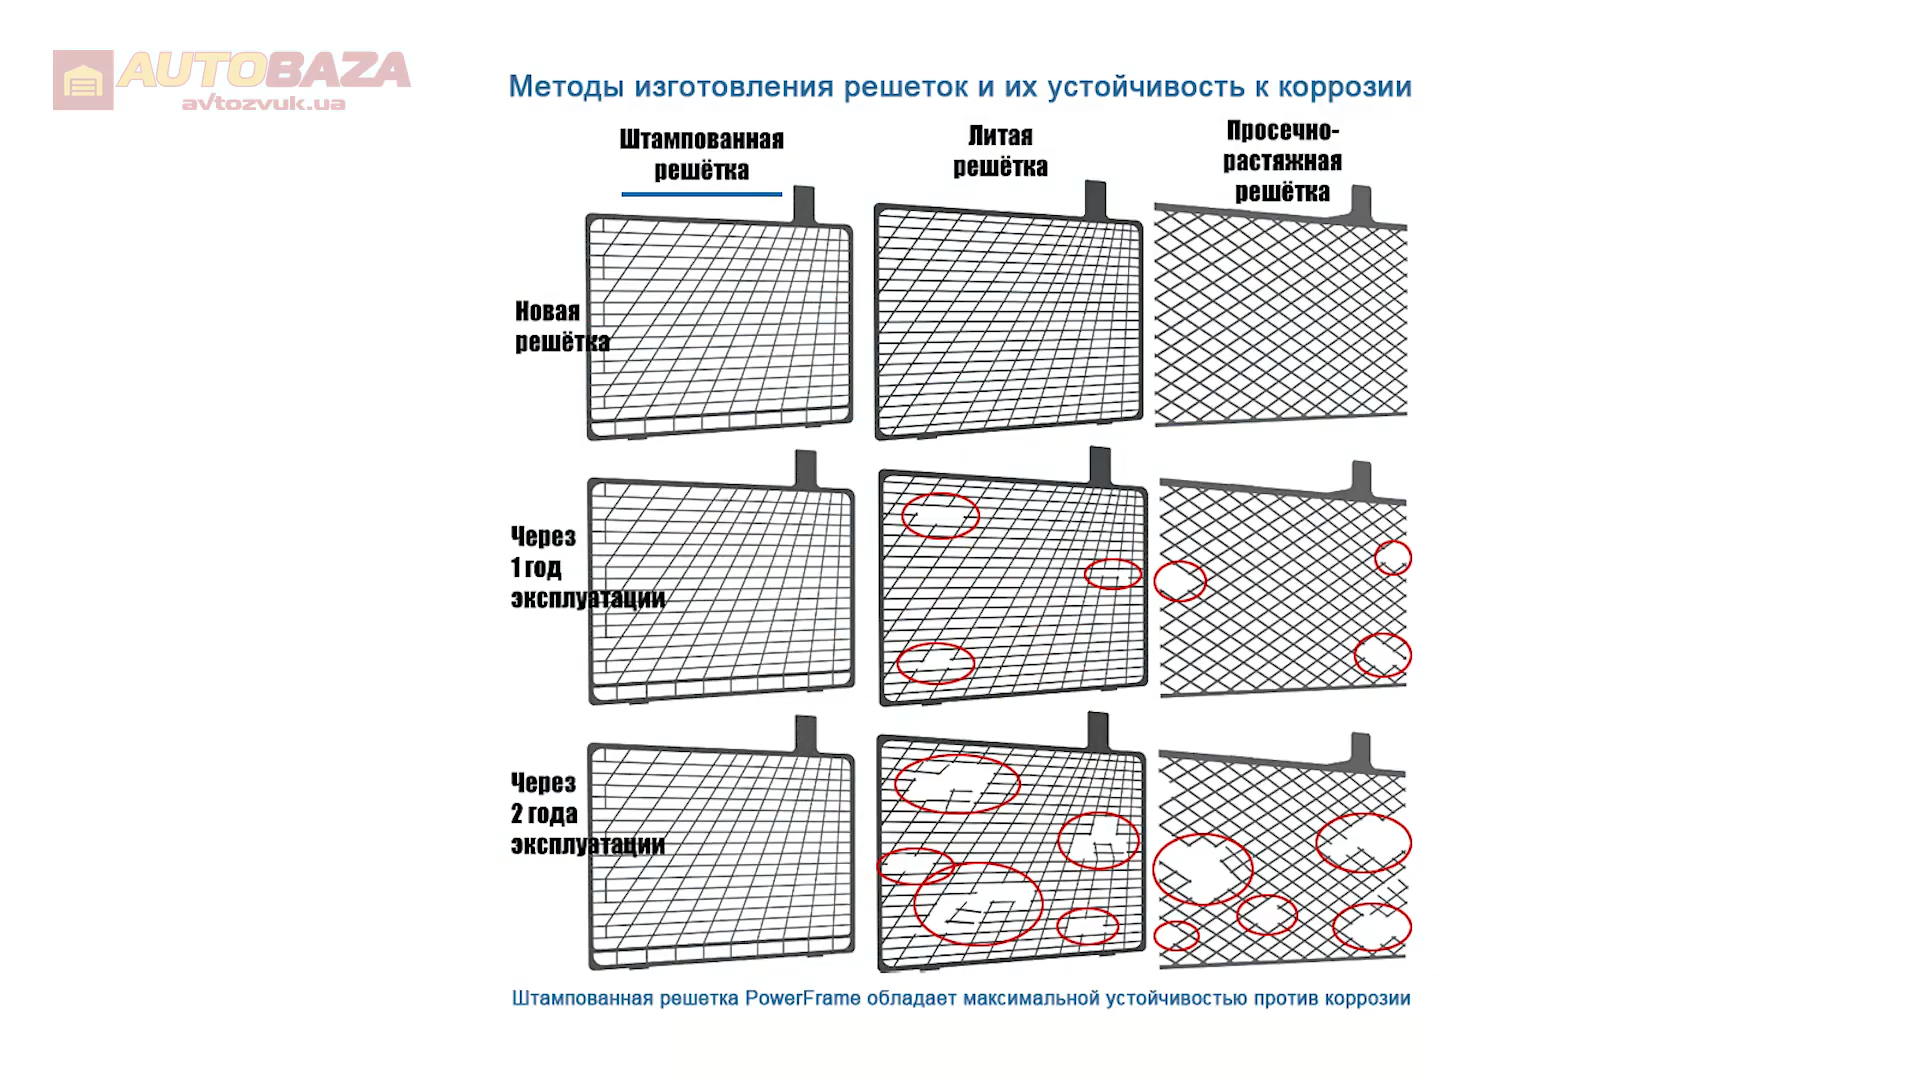 AUTOBAZA
avtozvuk.ua
Методы изготовления решеток и их устойчивость к коррозии
Штампованная
решётка
Литая
решётка
Просечно-
растяжная
решётка
Новая
решётка
Через
1 год
эксплуатации
Через
2 года
эксплуатации
Штампованная решетка PowerFrame обладает максимальной устойчивостью против коррозии